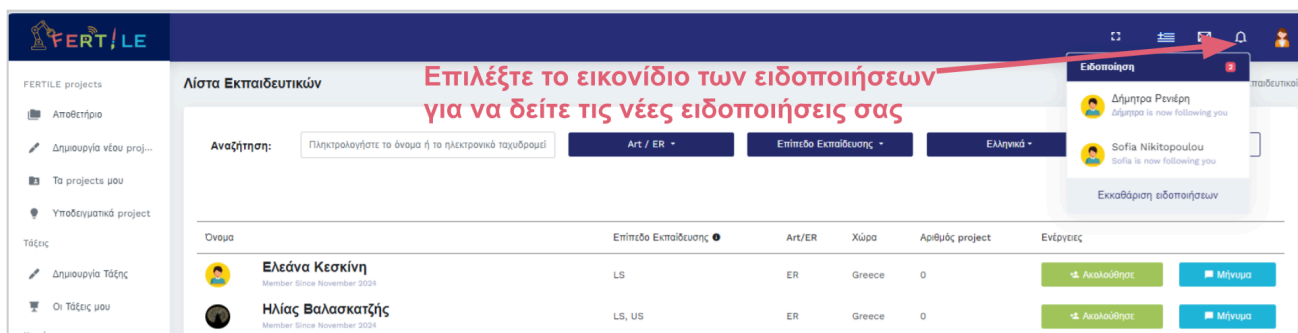 FERTILE
Ειδοποίηση 2
FERTILE projects
Λίστα Εκπαιδευτικών
Επιλέξτε το εικονίδιο των ειδοποιήσεων
για να δείτε τις νέες ειδοποιήσεις σας
Δήμητρα Ρενιέρη
Δήμητρα is now following you
Sofia Nikitopoulou
Sofia is now following you
Εκκαθάριση ειδοποιήσεων
Αποθετήριο
Δημιουργία νέου proj...
Τα projects μου
Υποδειγματικά project
Τάξεις
Δημιουργία Τάξης
Οι Τάξεις μου
Αναζήτηση:
Πληκτρολογήστε το όνομα ή το ηλεκτρονικό ταχυδρομεί
Art / ER
Επίπεδο Εκπαίδευσης
Ελληνικά
Όνομα Επίπεδο Εκπαίδευσης Art/ER Χώρα Αριθμός project Ενέργειες
Ελεάνα Κεσκίνη LS ER Greece 0 Ακολούθησε Μήνυμα
Member Since November 2024
Ηλίας Βαλασκατζής LS, US ER Greece 0 Ακολούθησε Μήνυμα
Member Since November 2024